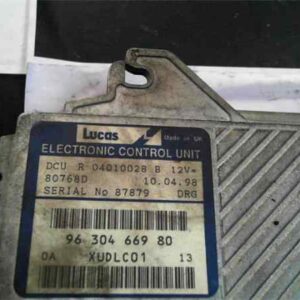 Lucas
Made in UK
ELECTRONIC CONTROL UNIT
DCU R 04010028 B 12V
80768D 10.04.98
SERIAL No 87879 DRG
96 304 669 80
0A XUDLC01 13